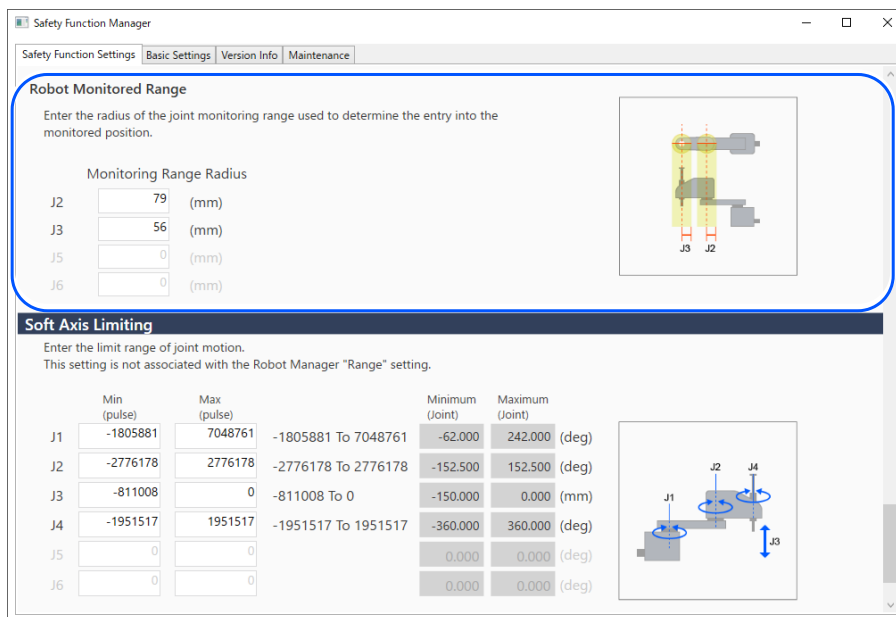 Safety Function Manager
Safety Function Settings Basic Settings Version Info Maintenance
Robot Monitored Range
Enter the radius of the joint monitoring range used to determine the entry into the
monitored position.
Monitoring Range Radius
J2 79 (mm)
J3 56 (mm)
J5 0 (mm)
J6 0 (mm)
J3 J2
Soft Axis Limiting
Enter the limit range of joint motion.
This setting is not associated with the Robot Manager "Range" setting.
Min Max Minimum Maximum
(pulse) (pulse) (Joint) (Joint)
J1 -1805881 7048761 -1805881 To 7048761 -62.000 242.000 (deg)
J2 -2776178 2776178 -2776178 To 2776178 -152.500 152.500 (deg)
J3 -811008 0 -811008 To 0 -150.000 0.000 (mm)
J4 -1951517 1951517 -1951517 To 1951517 -360.000 360.000 (deg)
J5 0 0 0.000 0.000 (deg)
J6 0 0 0.000 0.000 (deg)
J2 J4
J1
J3